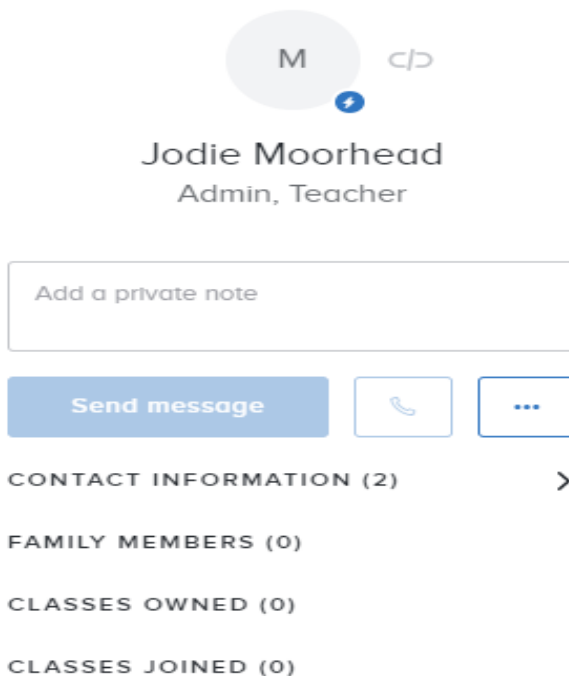 M
Jodie Moorhead
Admin, Teacher
Add a private note
Send message
CONTACT INFORMATION (2)
FAMILY MEMBERS (0)
CLASSES OWNED (0)
CLASSES JOINED (0)